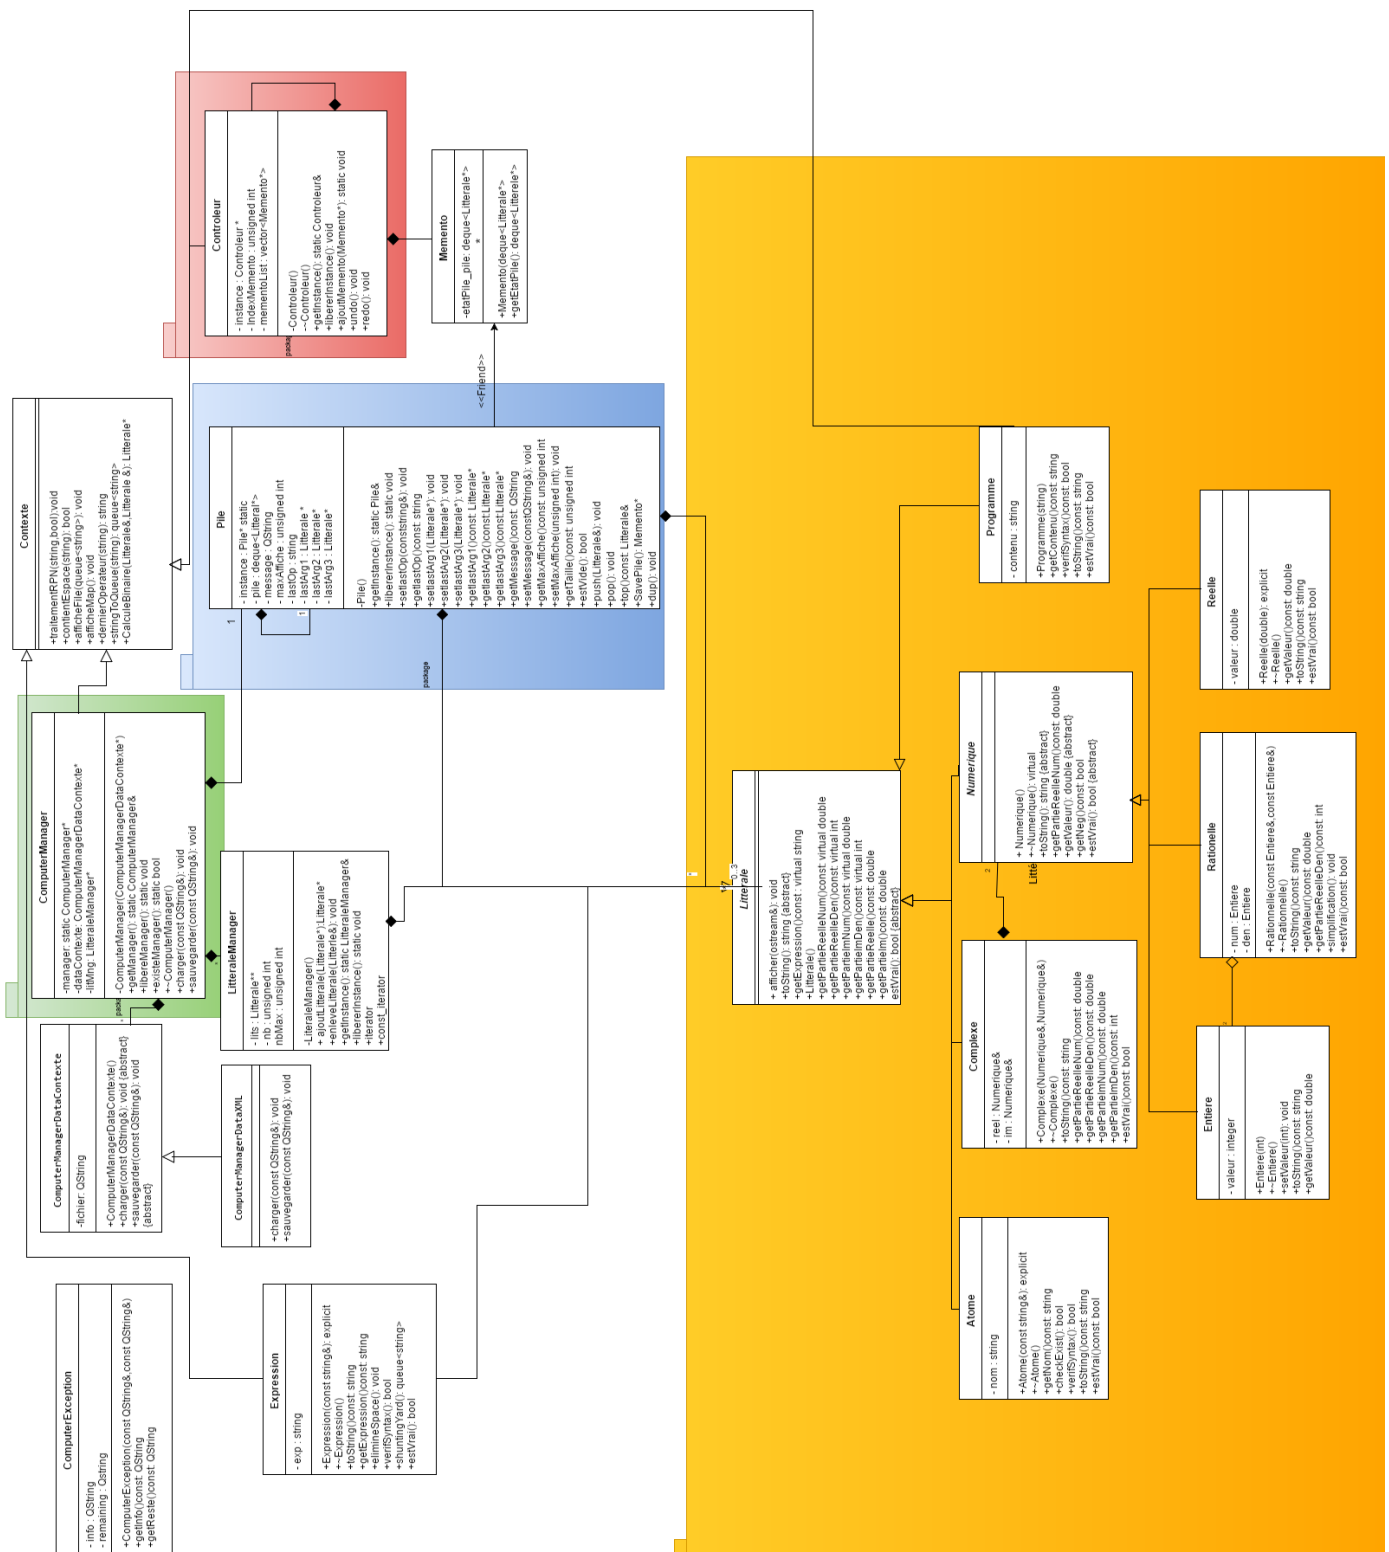 Contexte
+traitementRPN(string,bool):void
+contientEspace(string): bool
+afficheFile(queue<string>): void
+afficheMap(): void
+dernierOperateur(string): string
+stringToQueue(string): queue<string>
+CalculeBinaire(Litterale&,Litterale &): Litterale*
Controleur
- instance : Controleur *
- IndexMemento : unsigned int
- mementoList : vector<Memento*>
-Controleur()
-~Controleur()
+getInstance(): static Controleur&
+libererInstance(): void
+ajoutMemento(Memento*): static void
+undo(): void
+redo(): void
Memento
-etatPile_pile: deque<Litterale*>
*
+Memento(deque<Litterale*>
+getEtatPile(): deque<Litterele*>
<<Friend>>
Pile
- instance : Pile* static
- pile : deque<Litteral*>
- message : QString
- maxAffiche : unsigned int
- lastOp : string
- lastArg1 : Litterale *
- lastArg2 : Litterale*
- lastArg3 : Litterale*
-Pile()
+getInstance(): static Pile&
+libererInstance(): static void
+setlastOp(conststring&): void
+getlastOp()const: string
+setlastArg1(Litterale*): void
+setlastArg2(Litterale*): void
+setlastArg3(Litterale*): void
+getlastArg1()const: Litterale*
+getlastArg2()const:Litterale*
+getlastArg3()const:Litterale*
+getMessage()const: QString
+setMessage(constQString&): void
+getMaxAffiche()const: unsigned int
+setMaxAffiche(unsigned int): void
+getTaille()const: unsigned int
+estVide(): bool
+push(Litterale&): void
+pop(): void
+top()const: Litterale&
+SavePile(): Memento*
+dup(): void
1
1
package
ComputerManager
-manager: static ComputerManager*
-dataContexte: ComputerManagerDataContexte*
-litMng: LitteraleManager*
-ComputerManager(ComputerManagerDataContexte*)
+getManager(): static ComputerManager&
+libereManager(): static void
+existeManager(): static bool
+~ComputerManager()
+charger(const QString&): void
+sauvegarder(const QString&): void
LitteraleManager
- lits : Litterale**
- nb : unsigned int
nbMax : unsigned int
-LiteraleManager()
+ ajoutLitterale(Litterale*):Litterale*
+enleveLitterale(Litterle&): void
+getInstance(): static LitteraleManager&
+libererInstance(): static void
+iterator
+const_iterator
ComputerManagerDataContexte
-fichier: QString
+ComputerManagerDataContexte()
+charger(const QString&): void {abstract}
+sauvegarder(const QString&): void
{abstract}
ComputerManagerDataXML
+charger(const QString&): void
+sauvegarder(const QString&): void
ComputerException
- info : QString
- remaining : Qstring
+ComputerException(const QString&,const QString&)
+getInfo()const: QString
+getReste()const: QString
Expression
- exp : string
+Expression(const string&): explicit
+~Expression()
+toString()const: string
+getExpression()const: string
+elimineSpace(): void
+verifSyntax(): bool
+shuntingYard(): queue<string>
+estVrai(): bool
Litterale
+ afficher(ostream&): void
+toString(): string {abstract}
+getExpression()const : virtual string
+Litterale()
+getPartieReelleNum()const: virtual double
+getPartieReelleDen()const: virtual int
+getPartieImNum()const: virtual double
+getPartieImDen()const: virtual int
+getPartieReelle()const: double
+getPartieIm()const: double
estVrai(): bool {abstract}
0..3
Programme
- contenu : string
+Programme(string)
+getContenu()const: string
+verifSyntax()const: bool
+toString()const: string
+estVrai()const: bool
Numerique
+ Numerique()
+~Numerique(): virtual
+toString(): string {abstract}
+getPartieReelleNum()const: double
+getValeur(): double {abstract}
+getNeg()const: bool
+estVrai(): bool {abstract}
2
Litté
Complexe
- reel : Numerique&
- im : Numerique&
+Complexe(Numerique&,Numerique&)
+~Complexe()
+toString()const: string
+getPartieReelleNum()const: double
+getPartieReelleDen()const: double
+getPartieImNum()const: double
+getPartieImDen()const: int
+estVrai()const: bool
Atome
- nom : string
+Atome(const string&): explicit
+~Atome()
+getNom()const: string
+checkExist(): bool
+verifSyntax(): bool
+toString()const: string
+estVrai()const: bool
Reelle
- valeur : double
+Reelle(double): explicit
+~Reelle()
+getValeur()const: double
+toString()const: string
+estVrai()const: bool
Rationelle
- num : Entiere
- den : Entiere
+Rationnelle(const Entiere&,const Entiere&)
+~Rationnelle()
+toString()const: string
+getValeur()const: double
+getPartieReelleDen()const: int
+simplification(): void
+estVrai()const: bool
Entiere
- valeur : integer
+Entiere(int)
+~Entiere()
+setValeur(int): void
+toString()const: string
+getValeur()const: double